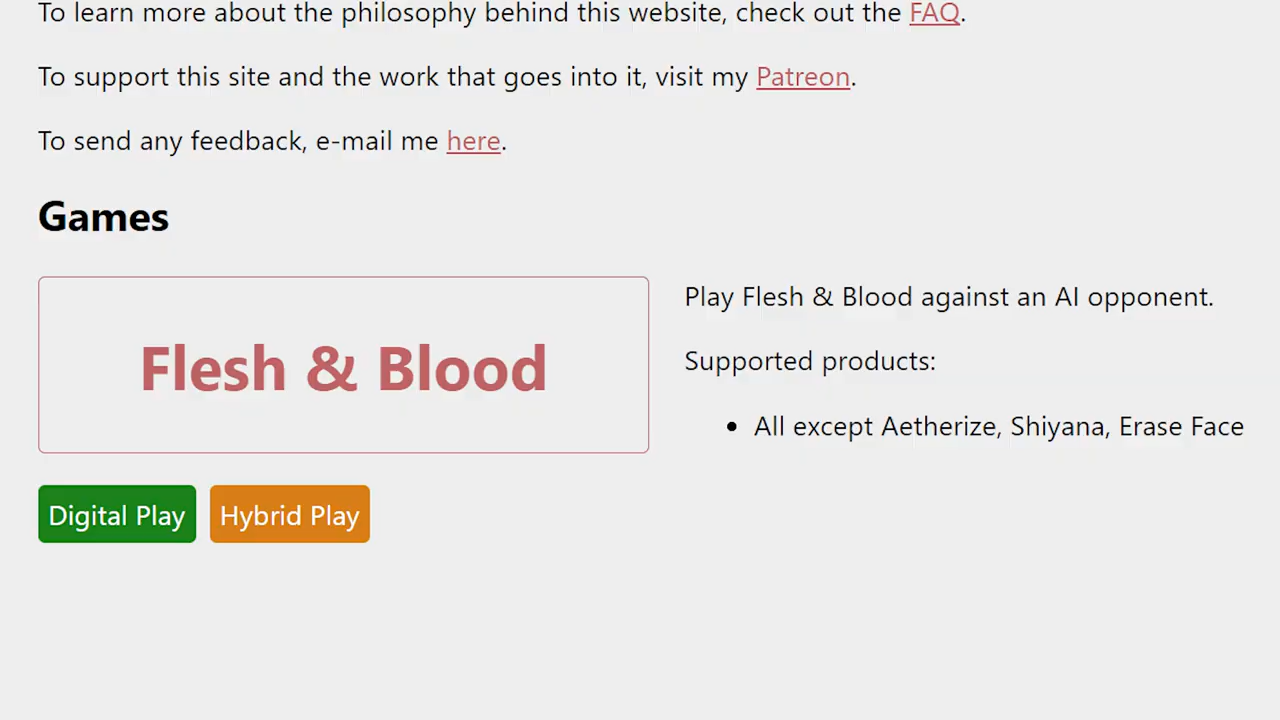 To learn more about the philosophy behind this website, check out the FAQ.
To support this site and the work that goes into it, visit my Patreon.
To send any feedback, e-mail me here.
Games
Flesh & Blood
Play Flesh & Blood against an AI opponent.
Supported products:
• All except Aetherize, Shiyana, Erase Face
Digital Play
Hybrid Play